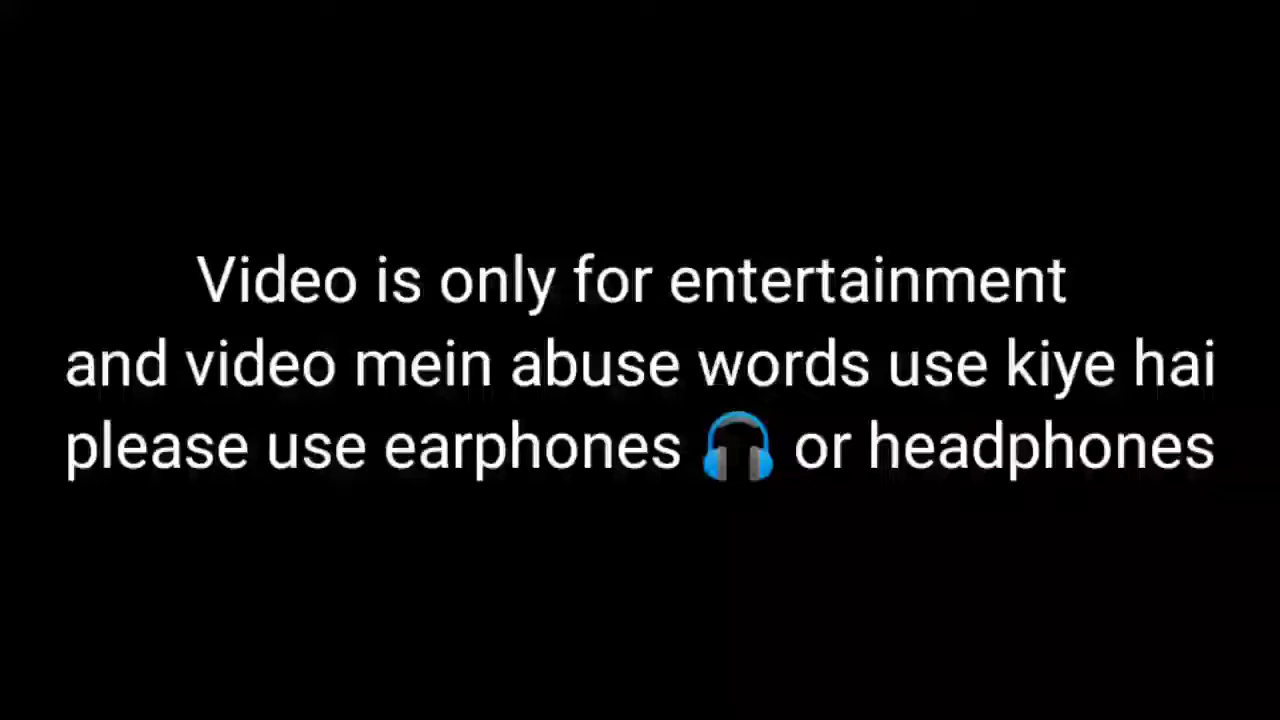 Video is only for entertainment
and video mein abuse words use kiye hai
please use earphones 🎧 or headphones